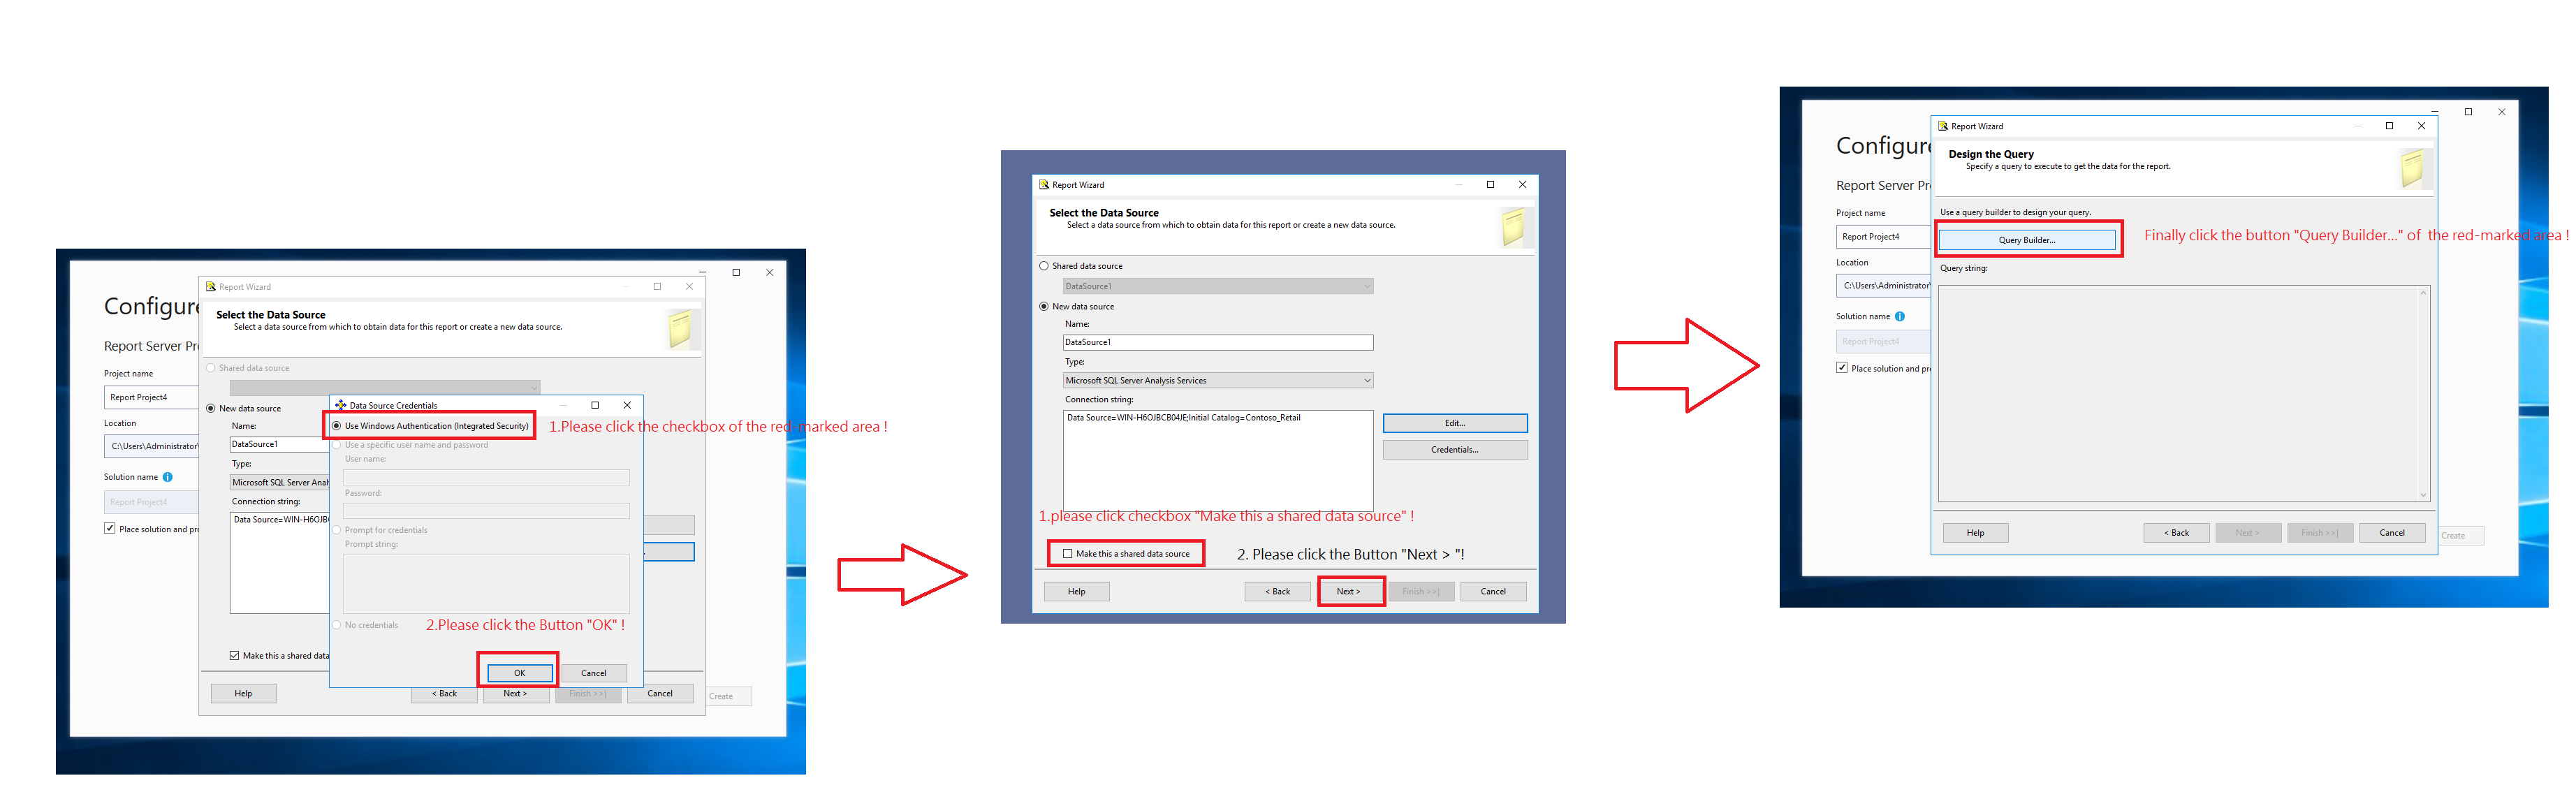 Configure
Report Server Pr
Project name
Report Project4
Location
C:\Users\Administrator\
Solution name
Report Project4
Place solution and pr
Create
Report Wizard
Select the Data Source
Select a data source from which to obtain data for this report or create a new data source.
Shared data source
New data source
Name:
DataSource1
Type:
Microsoft SQL Server Analy
Connection string:
Data Source=WIN-H6OJBC
Make this a shared data
Help
< Back
Next >
Finish >>|
Cancel
Data Source Credentials
Use Windows Authentication (Integrated Security)
1.Please click the checkbox of the red-marked area !
Use a specific user name and password
User name:
Password:
Prompt for credentials
Prompt string:
No credentials
2.Please click the Button "OK" !
OK
Cancel
Report Wizard
Select the Data Source
Select a data source from which to obtain data for this report or create a new data source.
Shared data source
DataSource1
New data source
Name:
DataSource1
Type:
Microsoft SQL Server Analysis Services
Connection string:
Data Source=WIN-H6OJBCB04JE;Initial Catalog=Contoso_Retail
Edit...
Credentials...
1.please click checkbox "Make this a shared data source" !
Make this a shared data source
2. Please click the Button "Next > "!
Help
< Back
Next >
Finish >>|
Cancel
Configure
Report Server Pr
Project name
Report Project4
Location
C:\Users\Administrator\
Solution name
Report Project4
Place solution and pr
Create
Report Wizard
Design the Query
Specify a query to execute to get the data for the report.
Use a query builder to design your query.
Query Builder...
Finally click the button "Query Builder..." of the red-marked area !
Query string:
Help
< Back
Next >
Finish >>|
Cancel